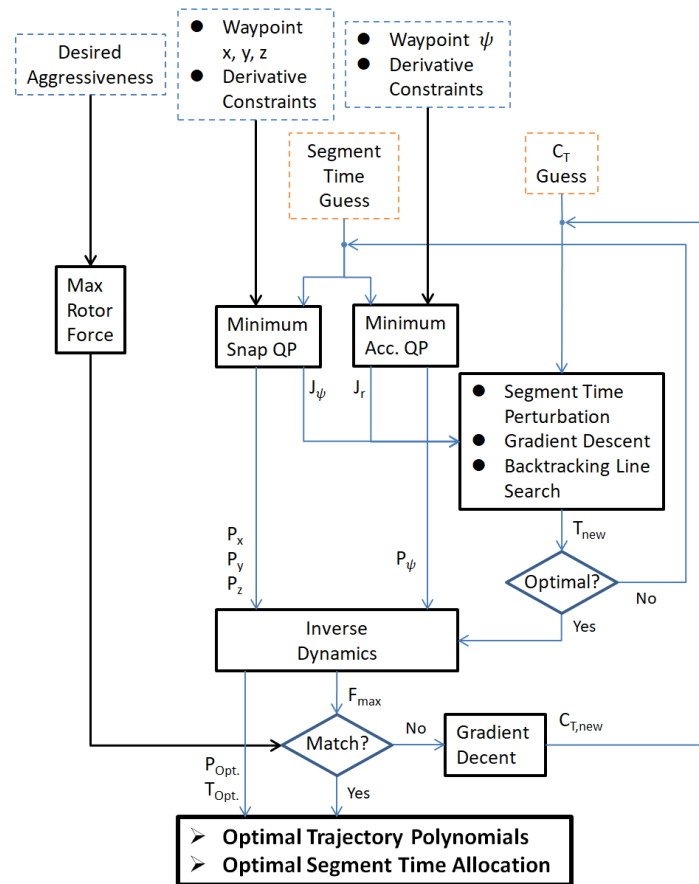 Desired
Aggressiveness
● Waypoint
x, y, z
● Derivative
Constraints
● Waypoint ψ
● Derivative
Constraints
Segment
Time
Guess
C_T
Guess
Max
Rotor
Force
Minimum
Snap QP
Minimum
Acc. QP
J_ψ
J_r
● Segment Time
Perturbation
● Gradient Descent
● Backtracking Line
Search
T_new
P_x
P_y
P_z
P_ψ
Optimal?
No
Yes
Inverse
Dynamics
F_max
Match?
No
Gradient
Decent
C_T,new
P_Opt.
T_Opt.
Yes
➢ Optimal Trajectory Polynomials
➢ Optimal Segment Time Allocation